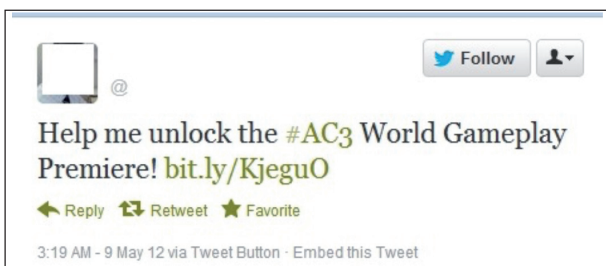 Follow
@
Help me unlock the #AC3 World Gameplay
Premiere! bit.ly/KjeguO
Reply Retweet Favorite
3:19 AM - 9 May 12 via Tweet Button · Embed this Tweet